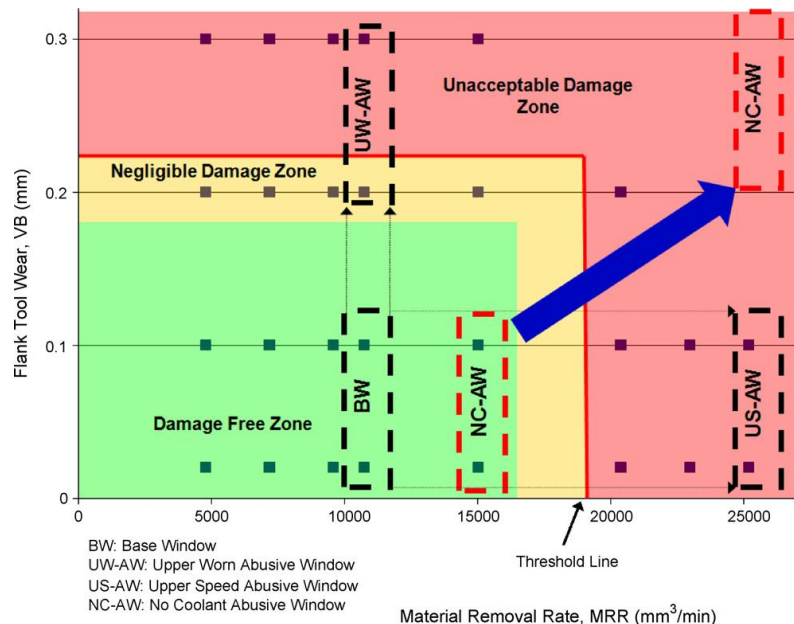 0.3
0.2
0.1
0
Flank Tool Wear, VB (mm)
UW-AW
Unacceptable Damage
Zone
NC-AW
Negligible Damage Zone
BW
NC-AW
US-AW
Damage Free Zone
0
5000
10000
15000
20000
25000
Threshold Line
BW: Base Window
UW-AW: Upper Worn Abusive Window
US-AW: Upper Speed Abusive Window
NC-AW: No Coolant Abusive Window
Material Removal Rate, MRR (mm³/min)